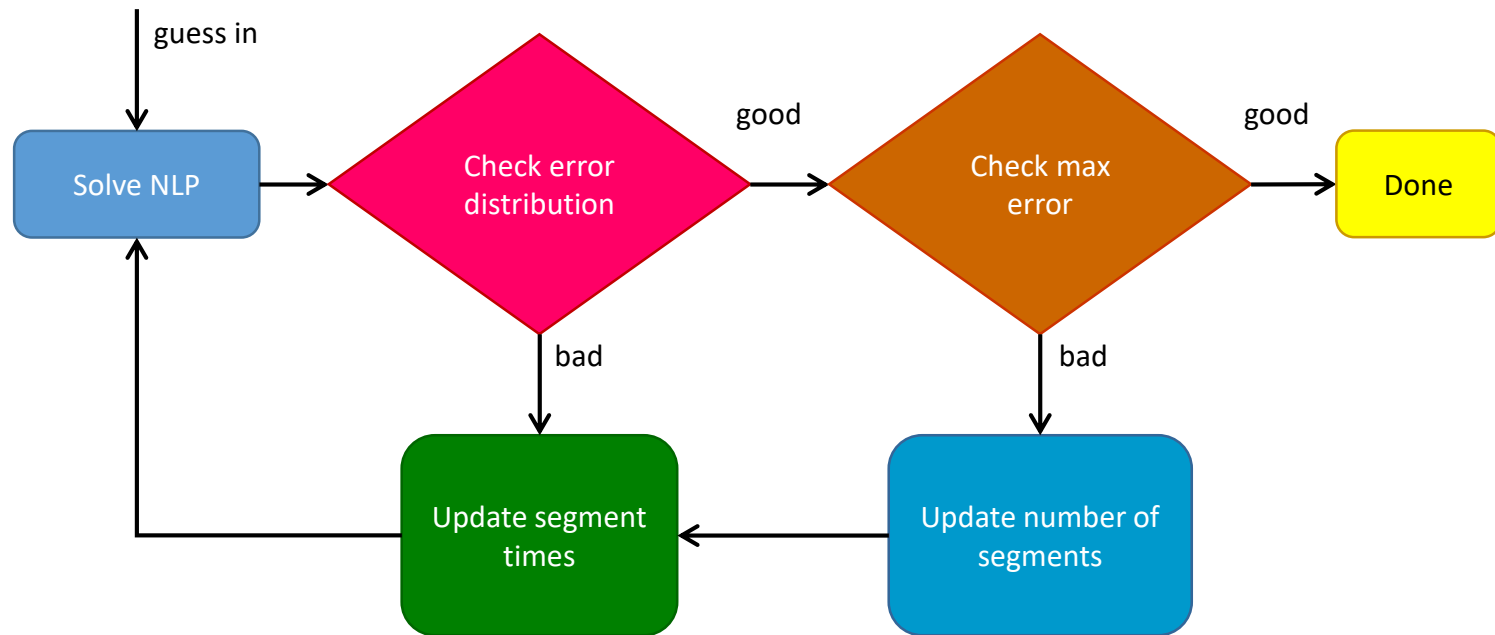 guess in
Solve NLP
Check error
distribution
good
Check max
error
good
Done
bad
bad
Update segment
times
Update number of
segments